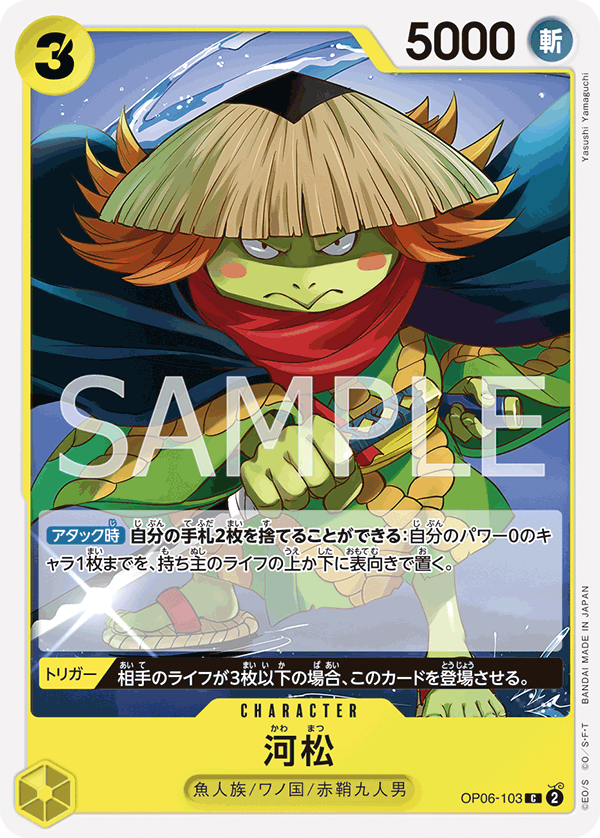 3
5000
斬
Yasushi Yamaguchi
SAMPLE
アタック時 自分の手札2枚を捨てることができる:自分のパワー0のキ
ャラ1枚までを、持ち主のライフの上か下に表向きで置く。
トリガー 相手のライフが3枚以下の場合、このカードを登場させる。
CHARACTER
かわ まつ
河松
魚人族/ワノ国/赤鞘九人男
OP06-103 C 2
©E.O/S ©O/S・F・T BANDAI MADE IN JAPAN